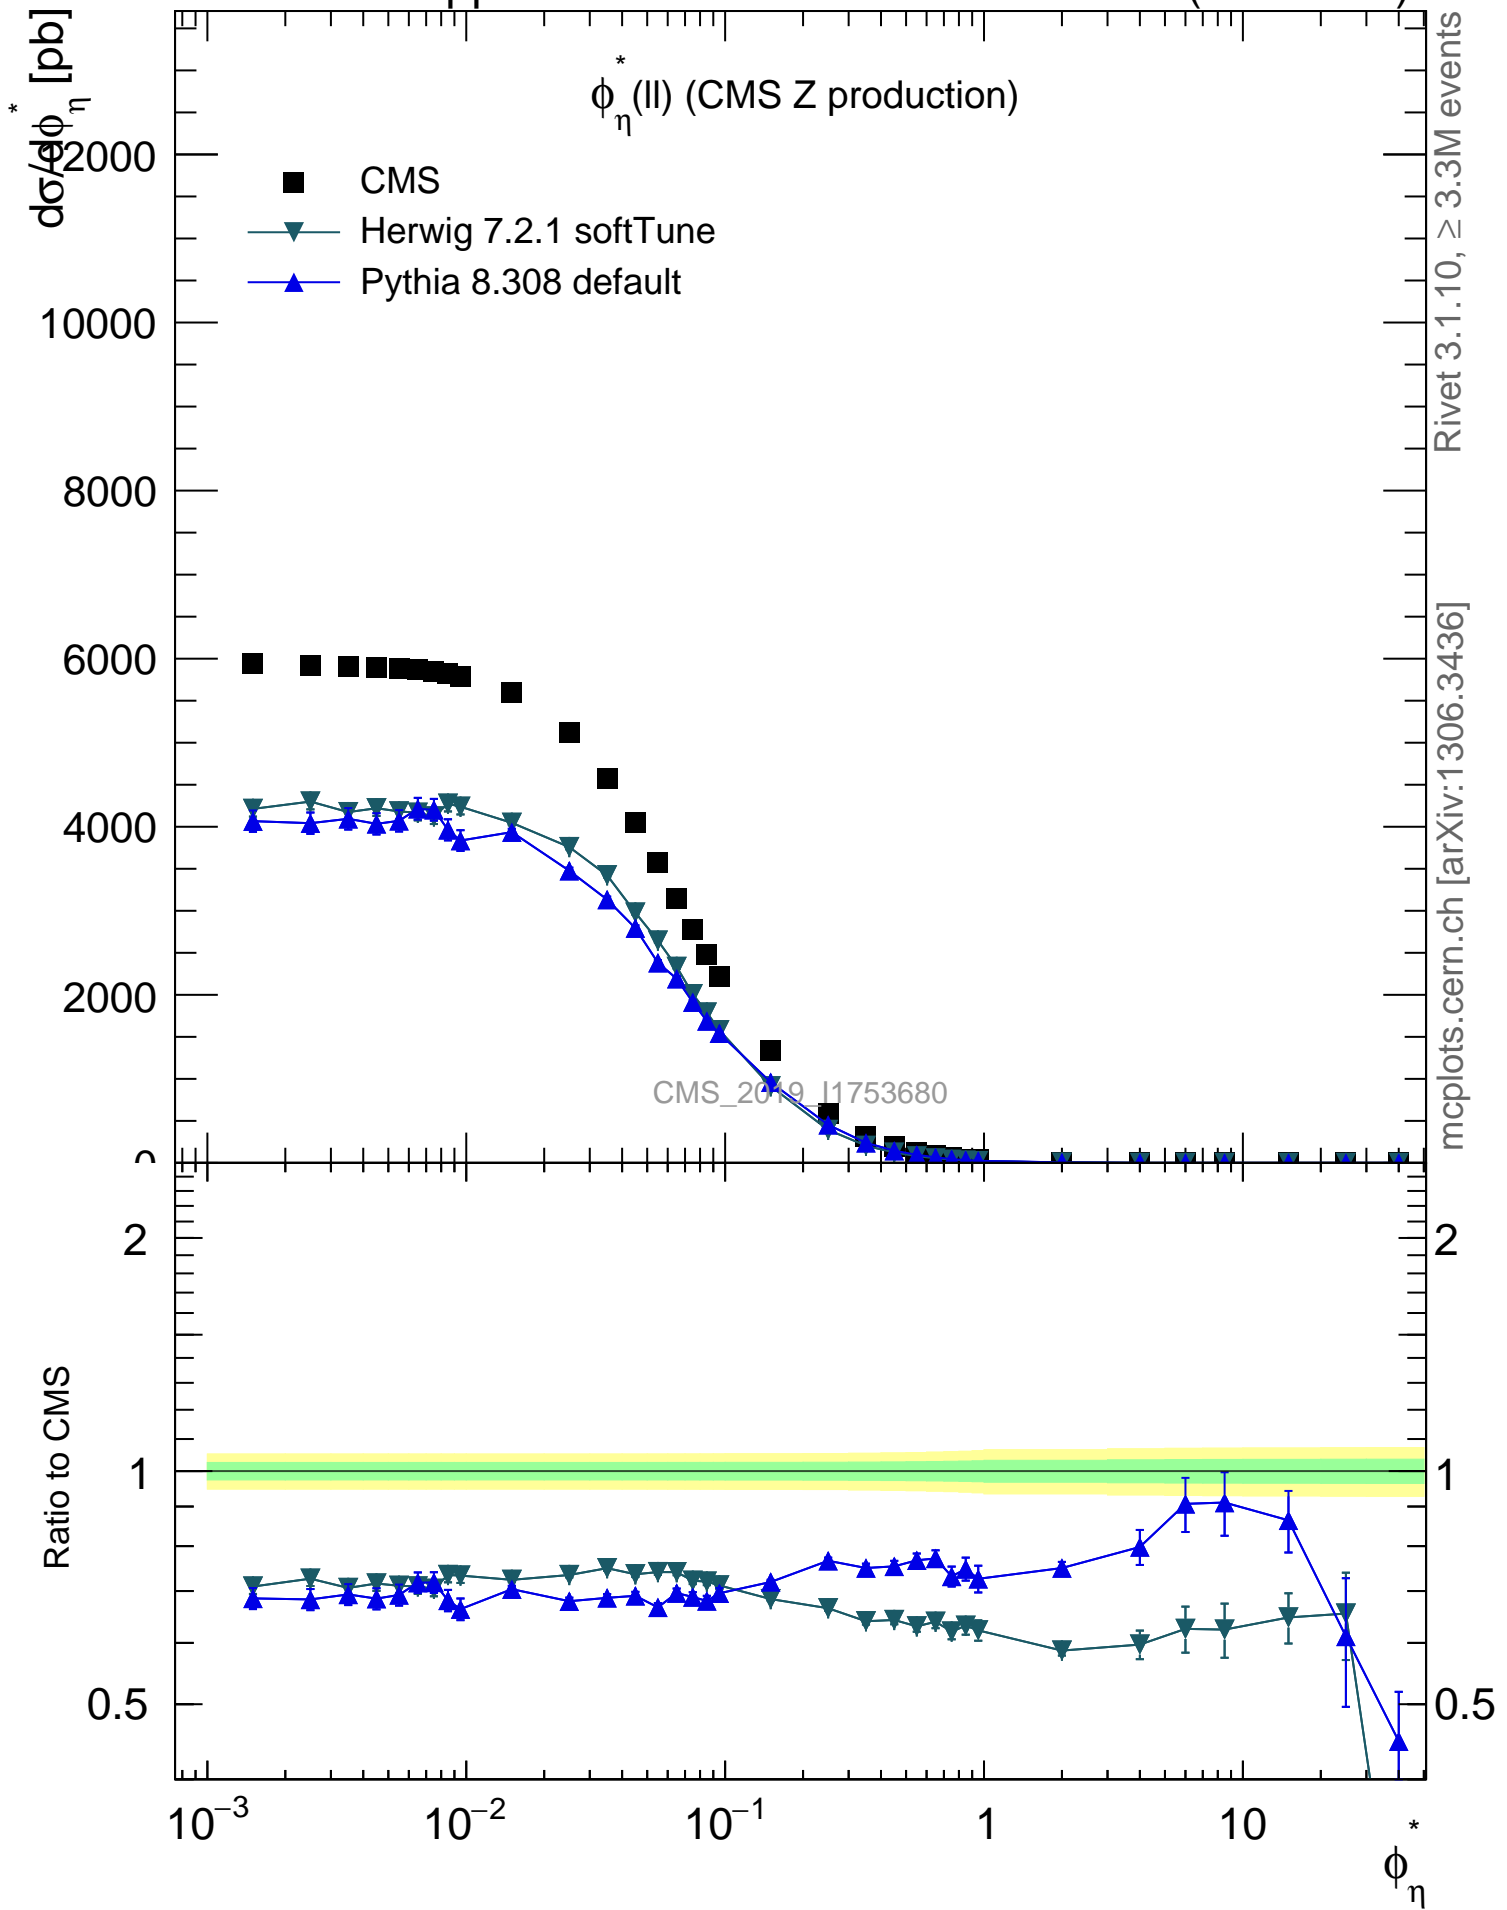 dσ/dφ*η [pb]
φ*η(ll) (CMS Z production)
CMS
Herwig 7.2.1 softTune
Pythia 8.308 default
12000
10000
8000
6000
4000
2000
0
CMS_2019_I1753680
Rivet 3.1.10, ≥ 3.3M events
mcplots.cern.ch [arXiv:1306.3436]
Ratio to CMS
2
1
0.5
2
1
0.5
10−3
10−2
10−1
1
10
φ*η